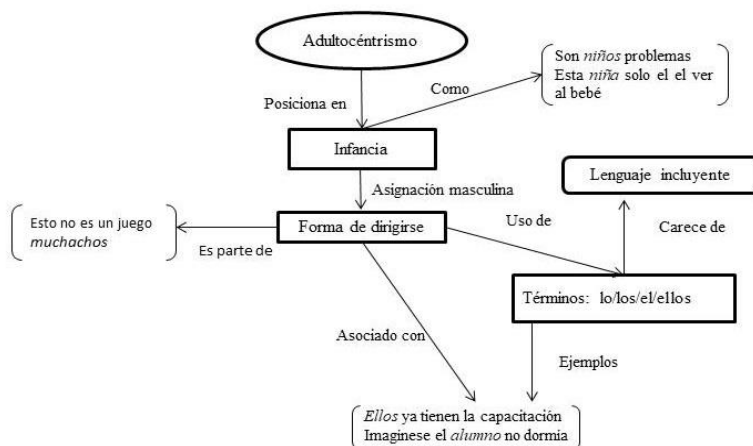 Adultocéntrismo
Son niños problemas
Esta niña solo el el ver
al bebé
Como
Posiciona en
Infancia
Lenguaje incluyente
Asignación masculina
Esto no es un juego
muchachos
Forma de dirigirse
Uso de
Carece de
Es parte de
Términos: lo/los/el/ellos
Asociado con
Ejemplos
Ellos ya tienen la capacitación
Imaginese el alumno no dormía